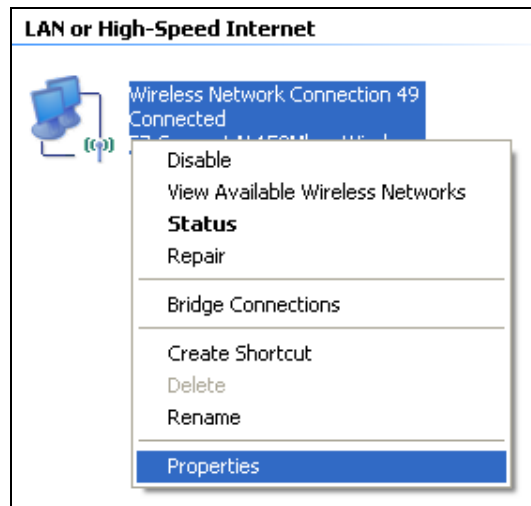 LAN or High-Speed Internet
Wireless Network Connection 49
Connected
Disable
View Available Wireless Networks
Status
Repair
Bridge Connections
Create Shortcut
Delete
Rename
Properties